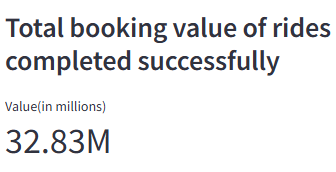 Total booking value of rides
completed successfully
Value(in millions)
32.83M